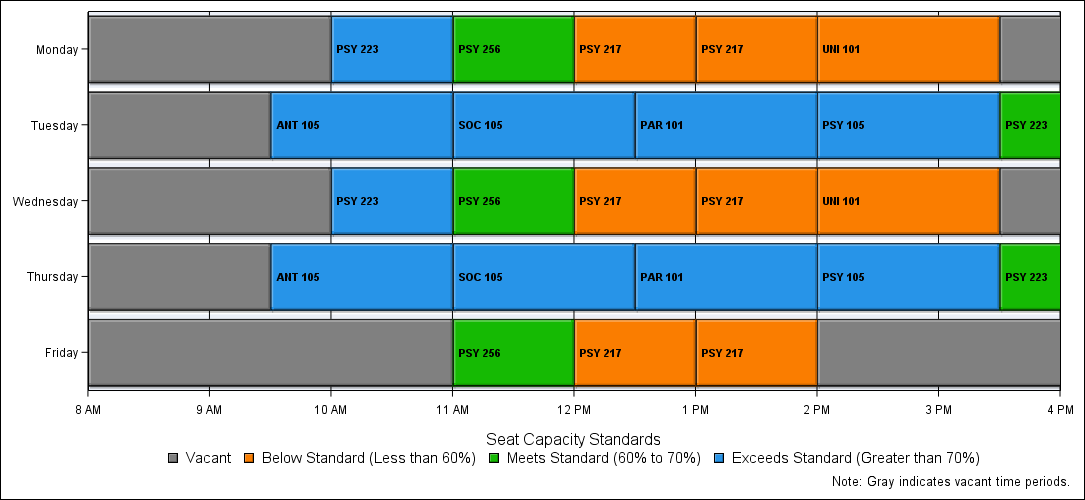 Monday PSY 223 PSY 256 PSY 217 PSY 217 UNI 101
Tuesday ANT 105 SOC 105 PAR 101 PSY 105 PSY 223
Wednesday PSY 223 PSY 256 PSY 217 PSY 217 UNI 101
Thursday ANT 105 SOC 105 PAR 101 PSY 105 PSY 223
Friday PSY 256 PSY 217 PSY 217
8 AM 9 AM 10 AM 11 AM 12 PM 1 PM 2 PM 3 PM 4 PM
Seat Capacity Standards
Vacant Below Standard (Less than 60%) Meets Standard (60% to 70%) Exceeds Standard (Greater than 70%)
Note: Gray indicates vacant time periods.